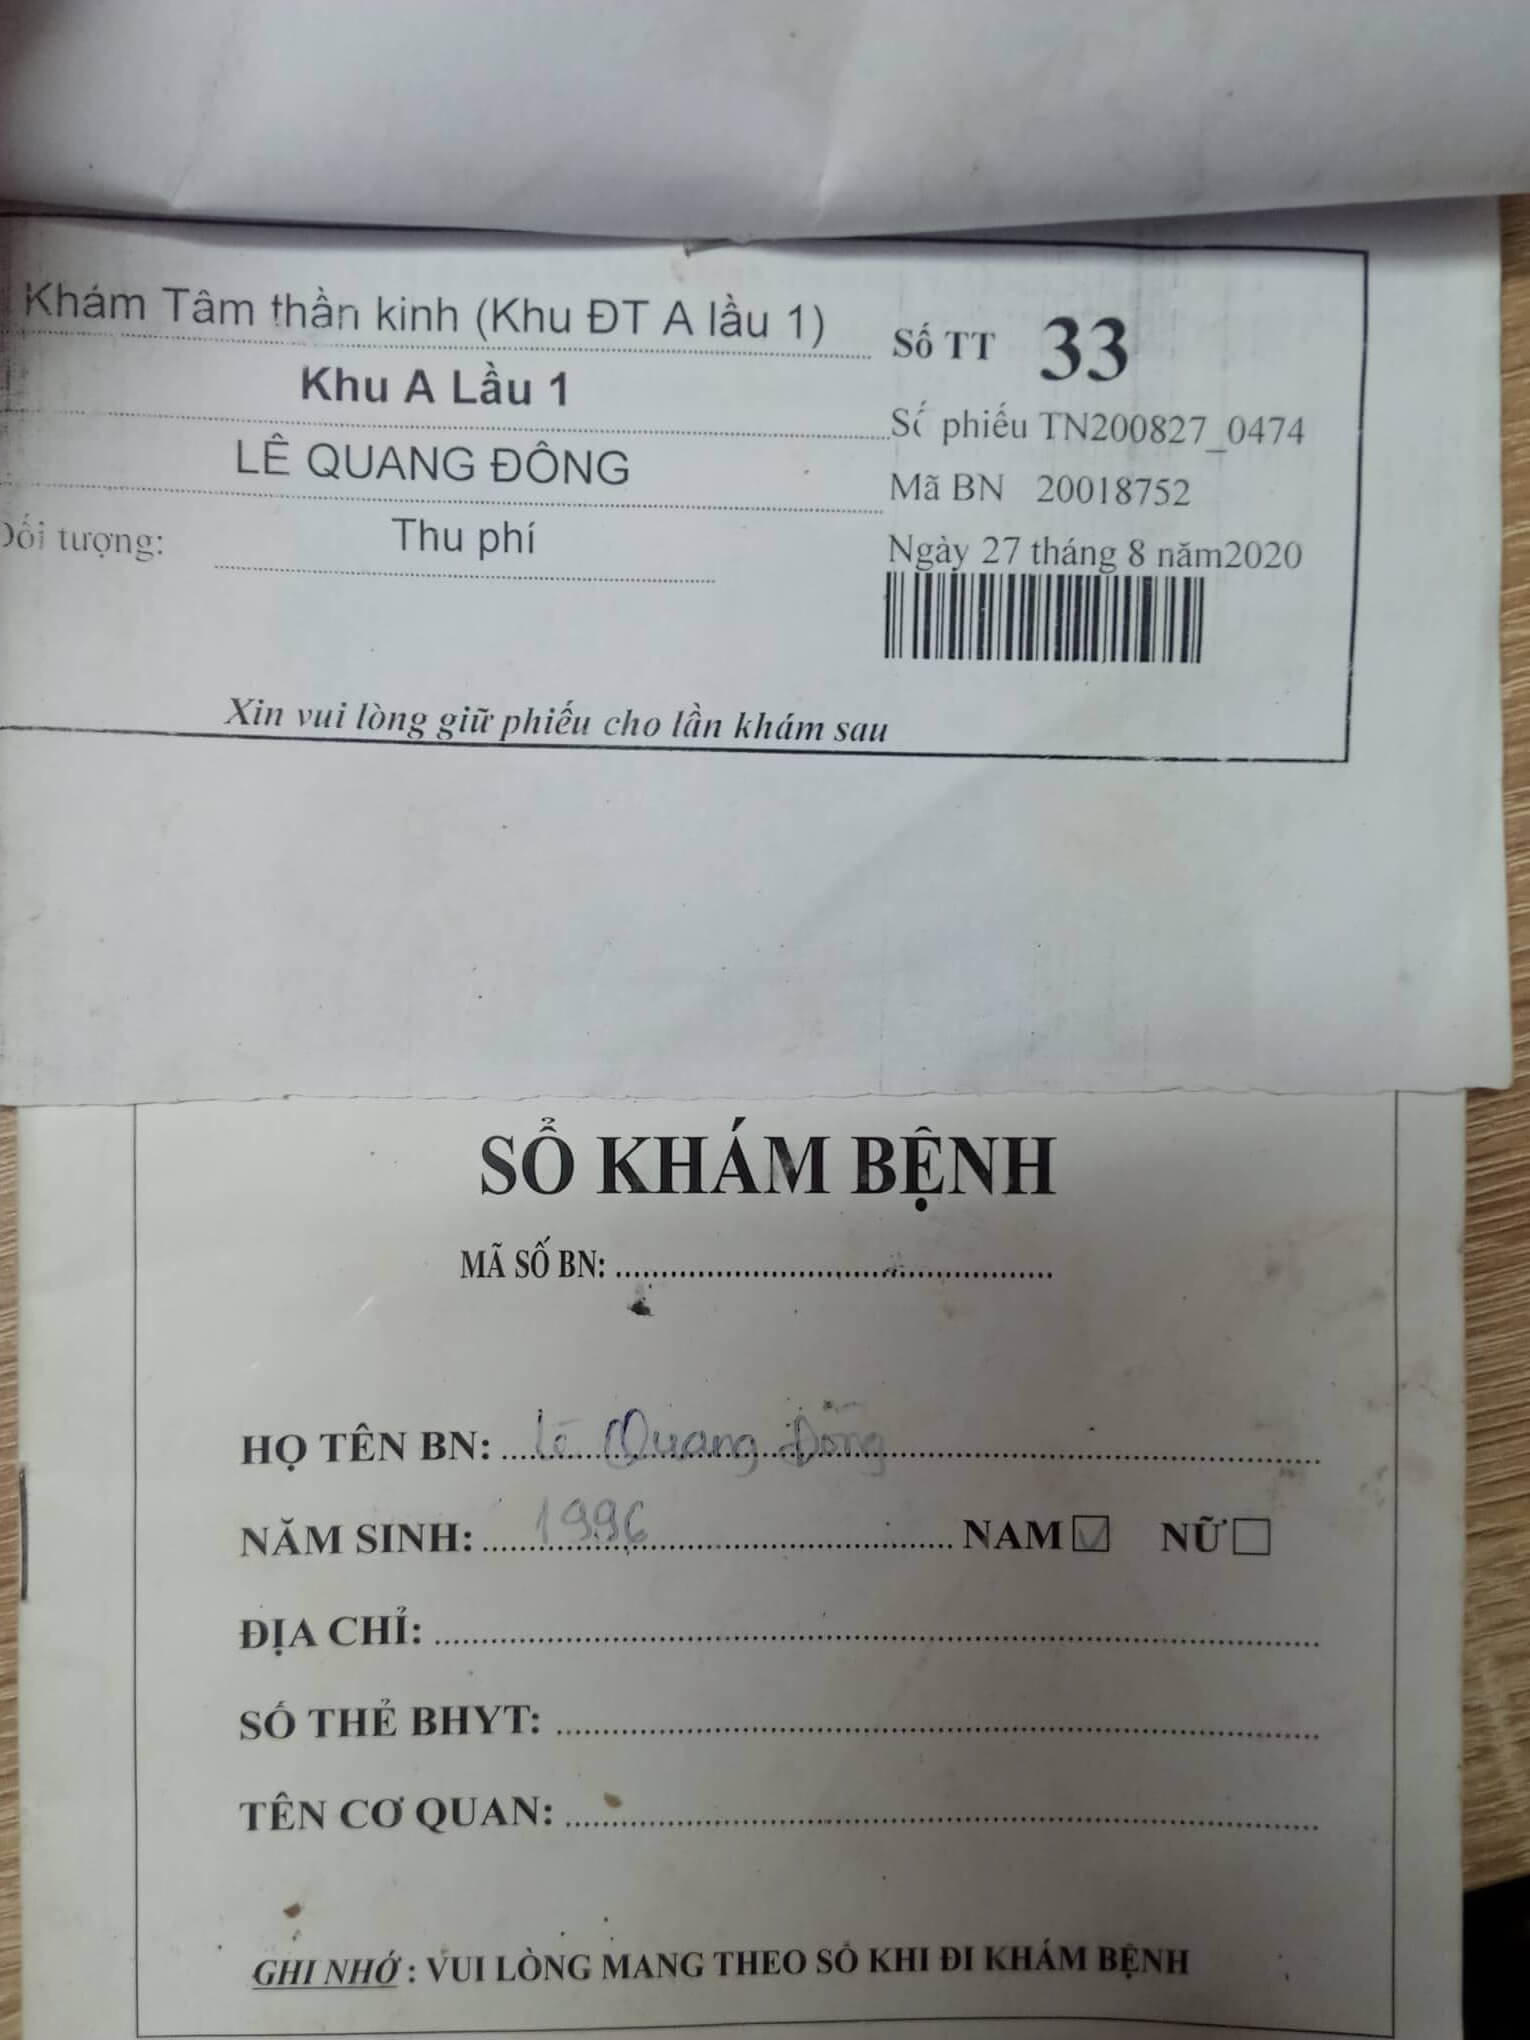 Khám Tâm thần kinh (Khu ĐT A lầu 1)
Số TT 33
Khu A Lầu 1
Số phiếu TN200827_0474
LÊ QUANG ĐÔNG
Mã BN 20018752
Đối tượng: Thu phí
Ngày 27 tháng 8 năm2020
Xin vui lòng giữ phiếu cho lần khám sau
SỔ KHÁM BỆNH
MÃ SỐ BN:
HỌ TÊN BN: Lê Quang Đông
NĂM SINH: 1996 NAM ☑ NỮ ☐
ĐỊA CHỈ:
SỐ THẺ BHYT:
TÊN CƠ QUAN:
GHI NHỚ : VUI LÒNG MANG THEO SỔ KHI ĐI KHÁM BỆNH